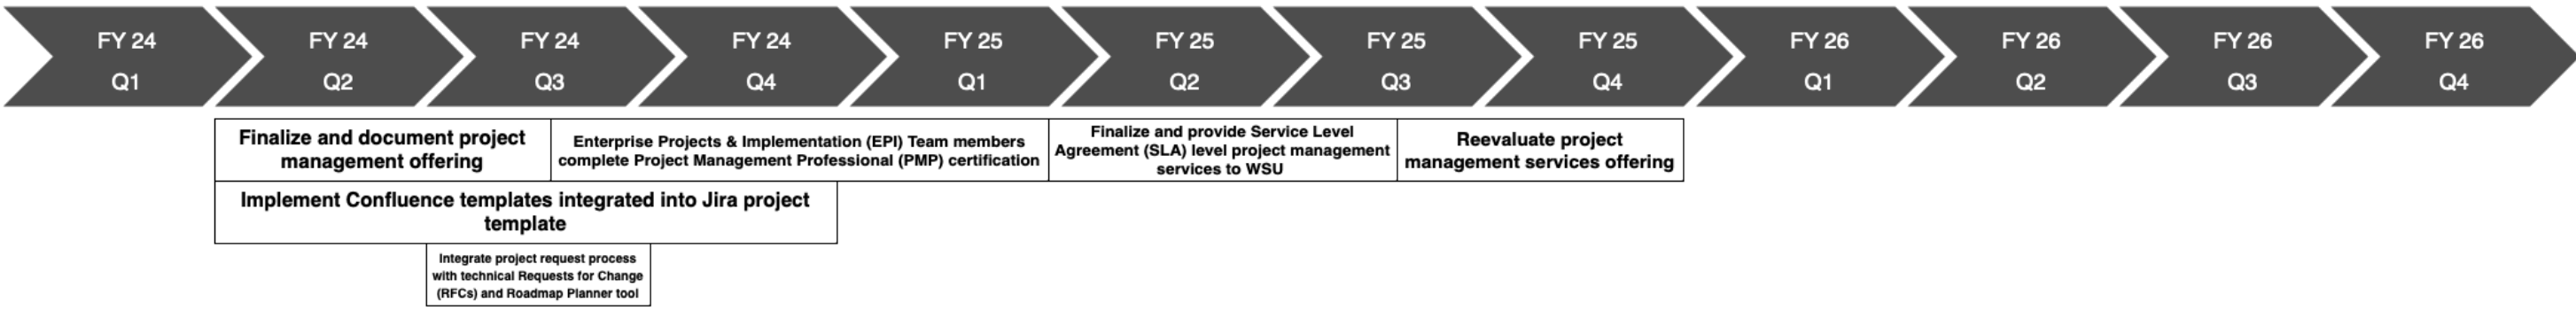 FY 24
Q1
FY 24
Q2
FY 24
Q3
FY 24
Q4
FY 25
Q1
FY 25
Q2
FY 25
Q3
FY 25
Q4
FY 26
Q1
FY 26
Q2
FY 26
Q3
FY 26
Q4
Finalize and document project
management offering
Enterprise Projects & Implementation (EPI) Team members
complete Project Management Professional (PMP) certification
Finalize and provide Service Level
Agreement (SLA) level project management
services to WSU
Reevaluate project
management services offering
Implement Confluence templates integrated into Jira project
template
Integrate project request process
with technical Requests for Change
(RFCs) and Roadmap Planner tool